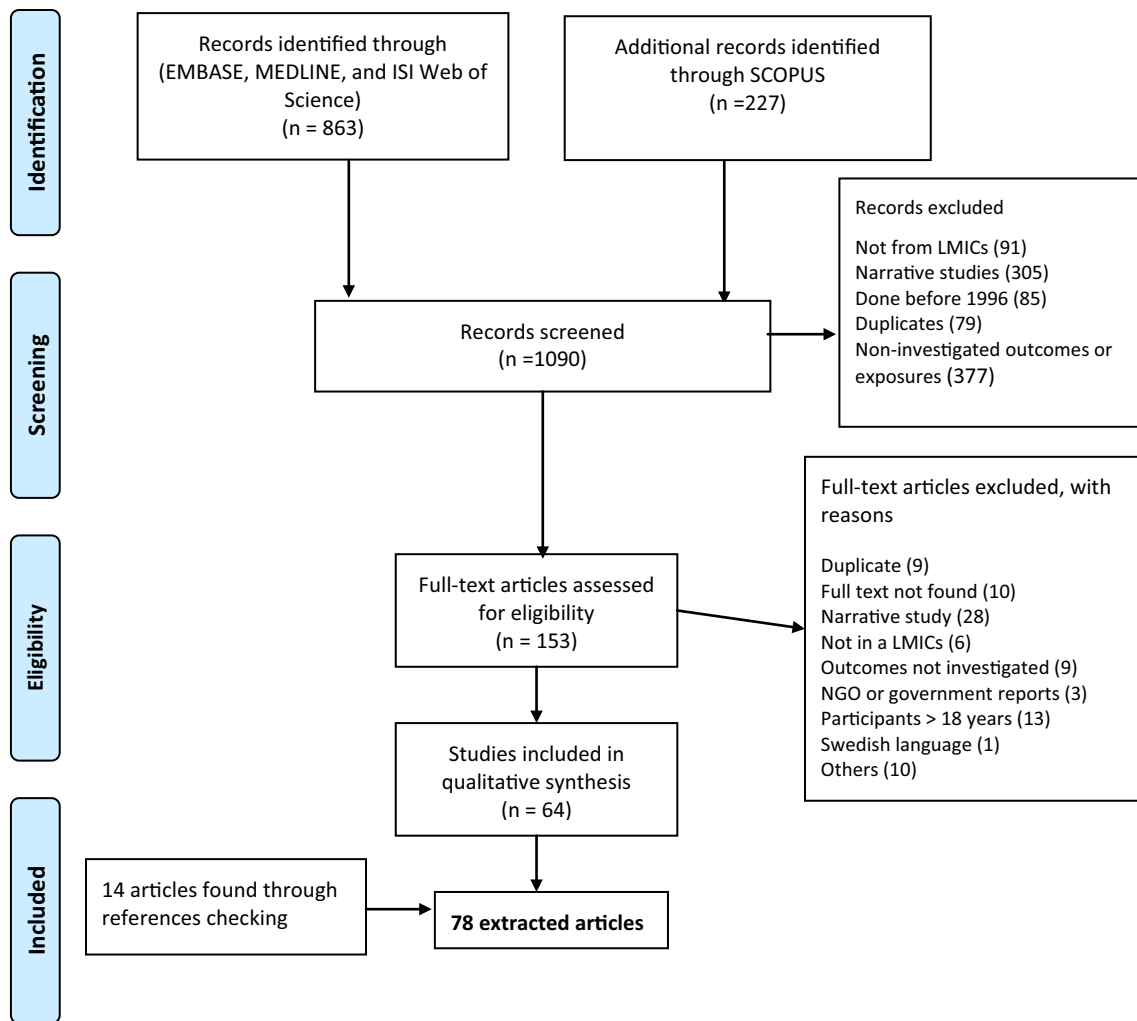 Identification
Records identified through
(EMBASE, MEDLINE, and ISI Web of
Science)
(n = 863)
Additional records identified
through SCOPUS
(n =227)
Records excluded
Not from LMICs (91)
Narrative studies (305)
Done before 1996 (85)
Duplicates (79)
Non-investigated outcomes or
exposures (377)
Screening
Records screened
(n =1090)
Full-text articles excluded, with
reasons
Duplicate (9)
Full text not found (10)
Narrative study (28)
Not in a LMICs (6)
Outcomes not investigated (9)
NGO or government reports (3)
Participants > 18 years (13)
Swedish language (1)
Others (10)
Eligibility
Full-text articles assessed
for eligibility
(n = 153)
Studies included in
qualitative synthesis
(n = 64)
Included
14 articles found through
references checking
78 extracted articles